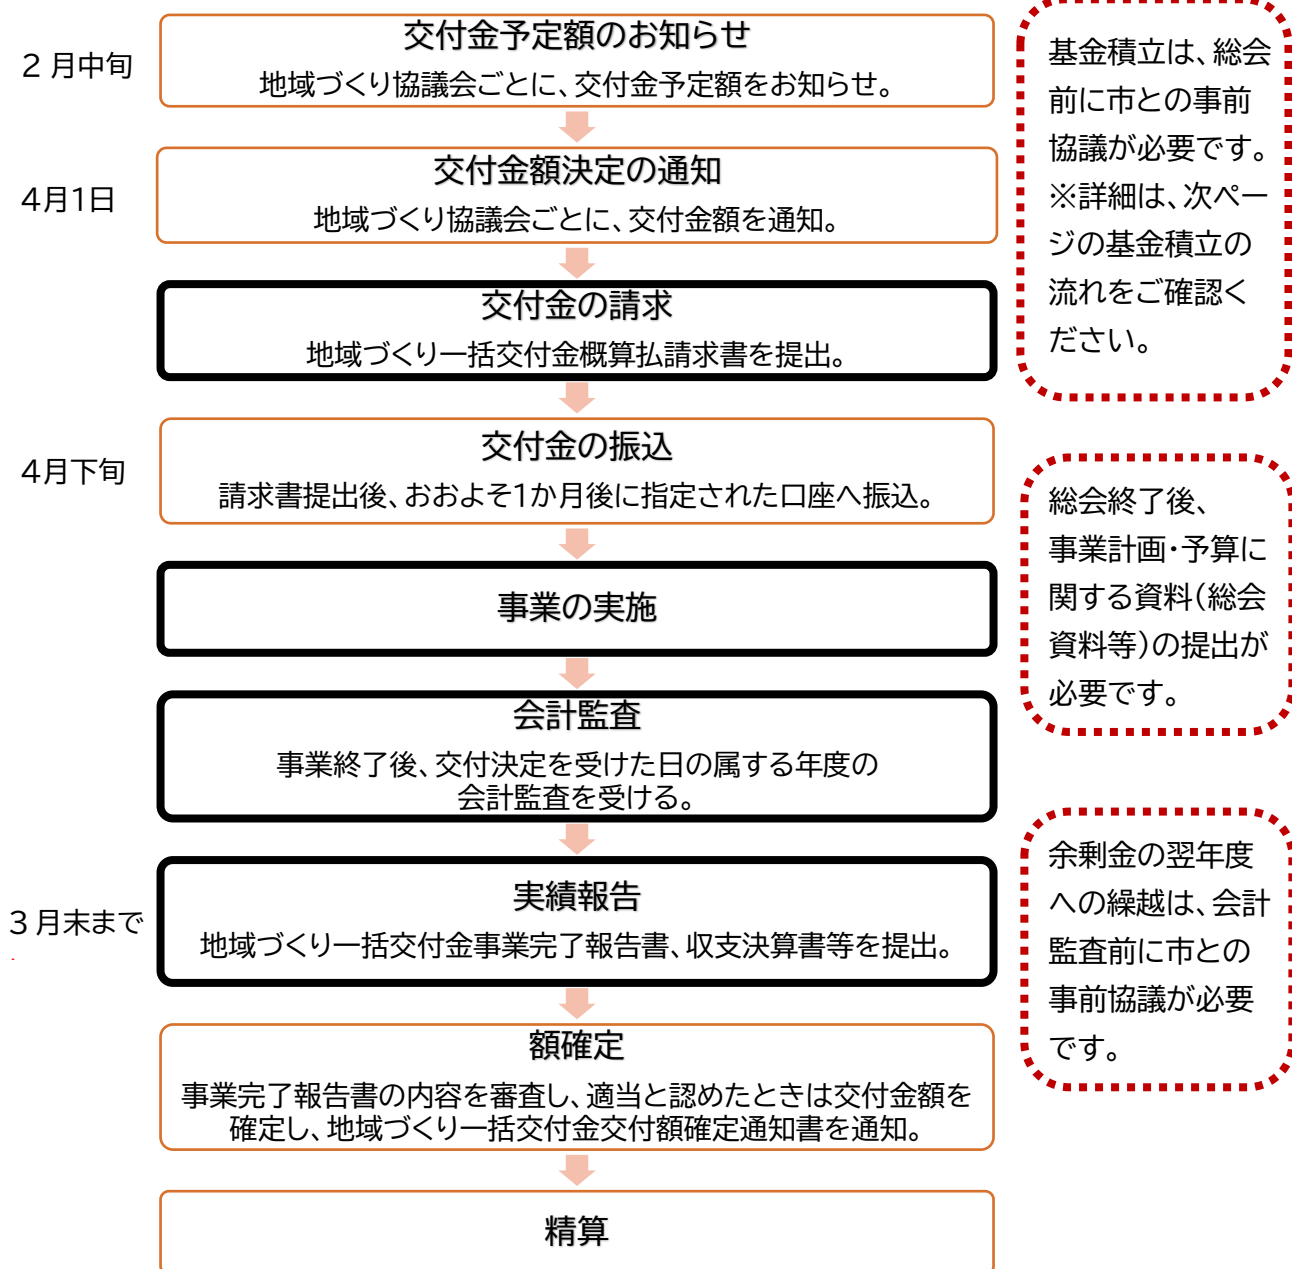 2月中旬
交付金予定額のお知らせ
地域づくり協議会ごとに、交付金予定額をお知らせ。
4月1日
交付金額決定の通知
地域づくり協議会ごとに、交付金額を通知。
交付金の請求
地域づくり一括交付金概算払請求書を提出。
4月下旬
交付金の振込
請求書提出後、おおよそ1か月後に指定された口座へ振込。
事業の実施
会計監査
事業終了後、交付決定を受けた日の属する年度の
会計監査を受ける。
3月末まで
実績報告
地域づくり一括交付金事業完了報告書、収支決算書等を提出。
額確定
事業完了報告書の内容を審査し、適当と認めたときは交付金額を
確定し、地域づくり一括交付金交付額確定通知書を通知。
精算
基金積立は、総会
前に市との事前
協議が必要です。
※詳細は、次ペー
ジの基金積立の
流れをご確認く
ださい。
総会終了後、
事業計画・予算に
関する資料(総会
資料等)の提出が
必要です。
余剰金の翌年度
への繰越は、会計
監査前に市との
事前協議が必要
です。